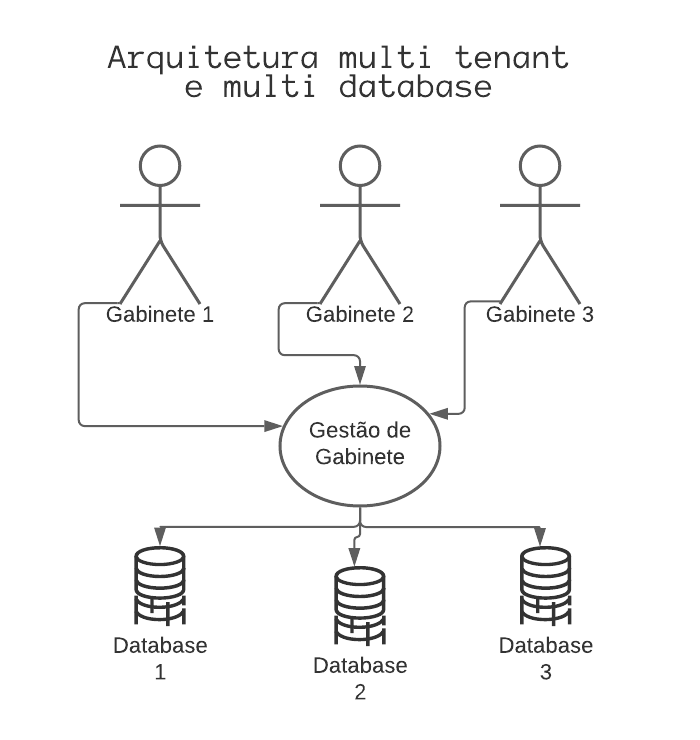 Arquitetura multi tenant
e multi database
Gabinete 1
Gabinete 2
Gabinete 3
Gestão de
Gabinete
Database
1
Database
2
Database
3